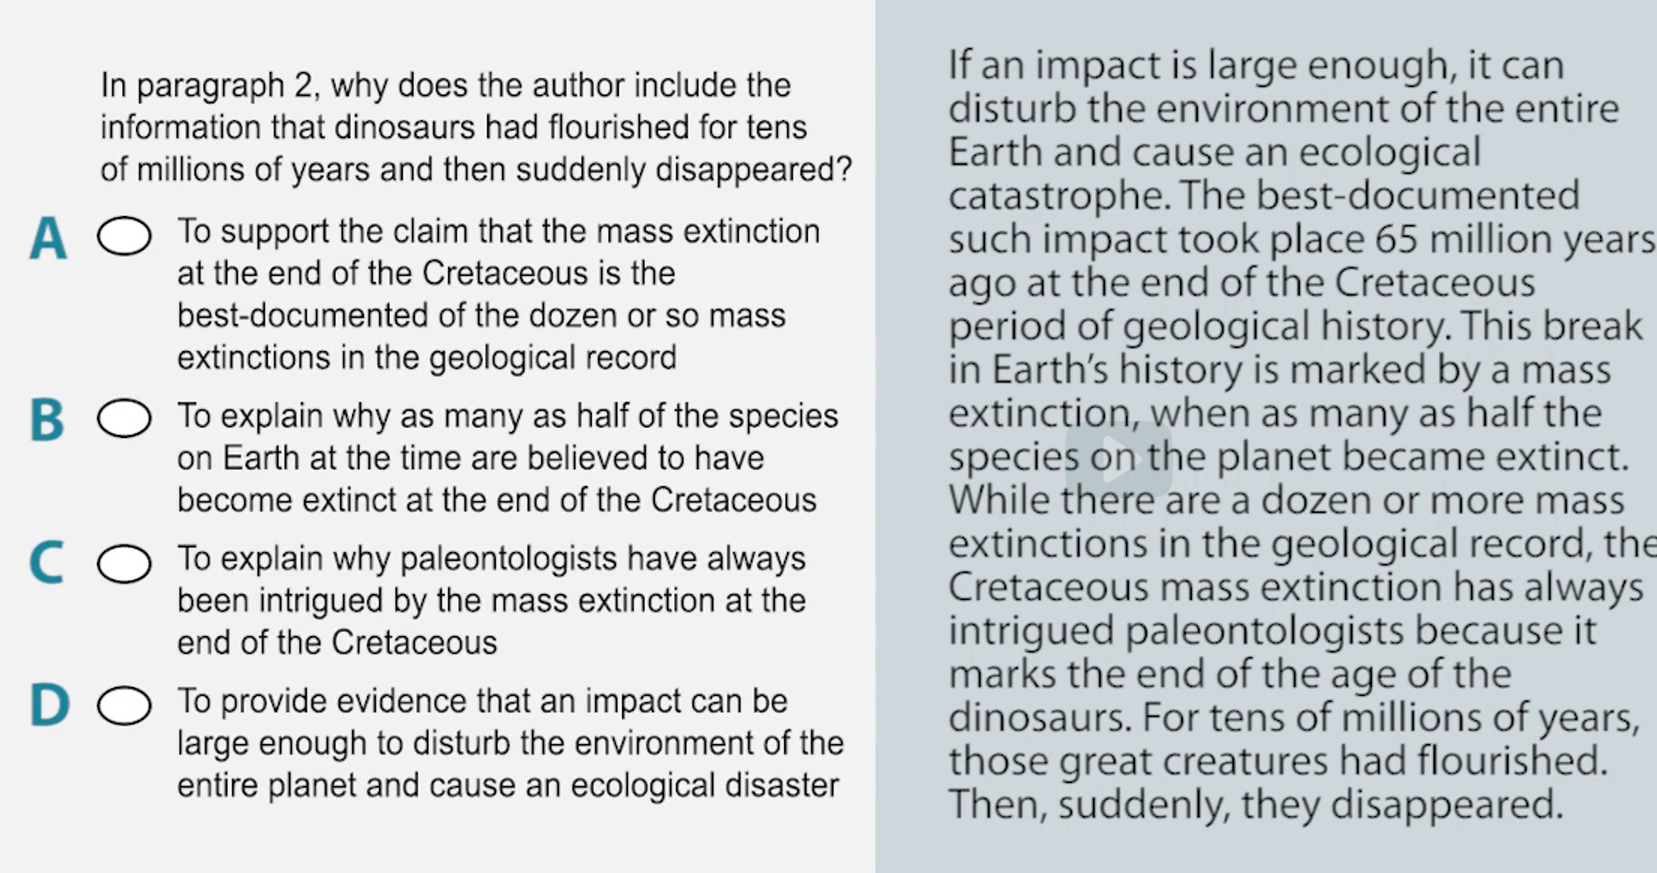 In paragraph 2, why does the author include the
information that dinosaurs had flourished for tens
of millions of years and then suddenly disappeared?
A To support the claim that the mass extinction
at the end of the Cretaceous is the
best-documented of the dozen or so mass
extinctions in the geological record
B To explain why as many as half of the species
on Earth at the time are believed to have
become extinct at the end of the Cretaceous
C To explain why paleontologists have always
been intrigued by the mass extinction at the
end of the Cretaceous
D To provide evidence that an impact can be
large enough to disturb the environment of the
entire planet and cause an ecological disaster
If an impact is large enough, it can
disturb the environment of the entire
Earth and cause an ecological
catastrophe. The best-documented
such impact took place 65 million years
ago at the end of the Cretaceous
period of geological history. This break
in Earth's history is marked by a mass
extinction, when as many as half the
species on the planet became extinct.
While there are a dozen or more mass
extinctions in the geological record, the
Cretaceous mass extinction has always
intrigued paleontologists because it
marks the end of the age of the
dinosaurs. For tens of millions of years,
those great creatures had flourished.
Then, suddenly, they disappeared.